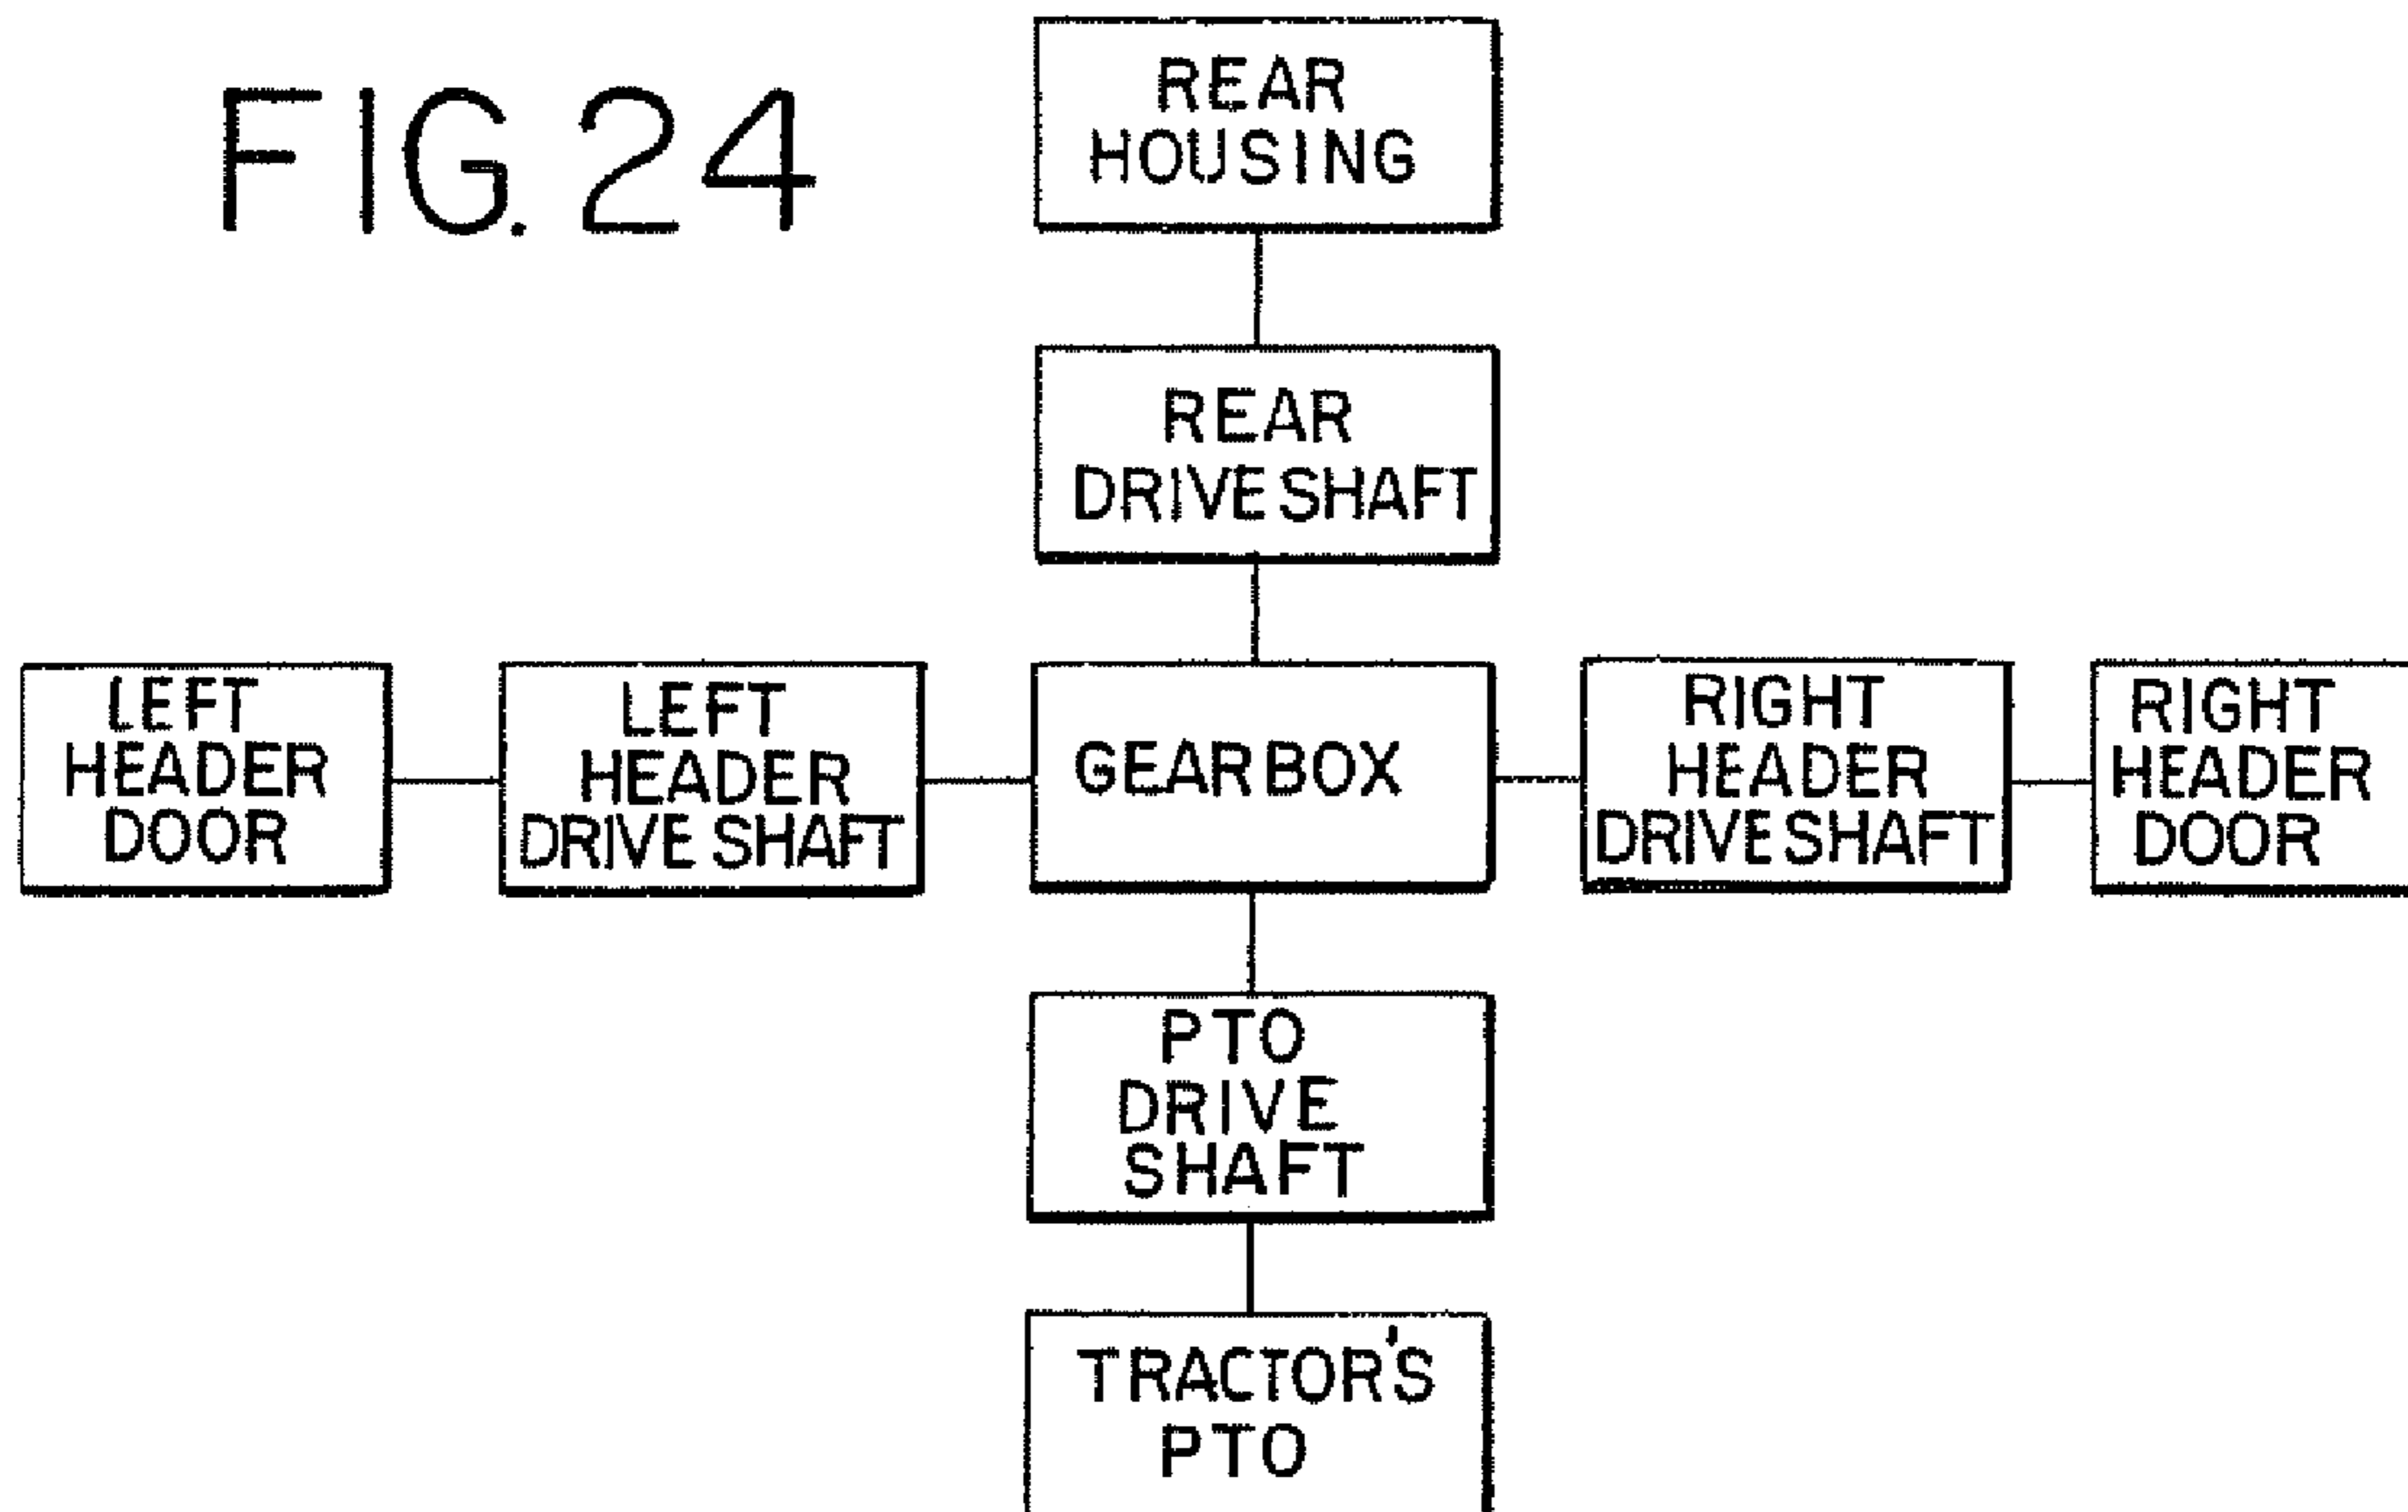 FIG. 24
REAR
HOUSING
REAR
DRIVE SHAFT
LEFT
HEADER
DOOR
LEFT
HEADER
DRIVE SHAFT
GEAR BOX
RIGHT
HEADER
DRIVE SHAFT
RIGHT
HEADER
DOOR
PTO
DRIVE
SHAFT
TRACTOR'S
PTO